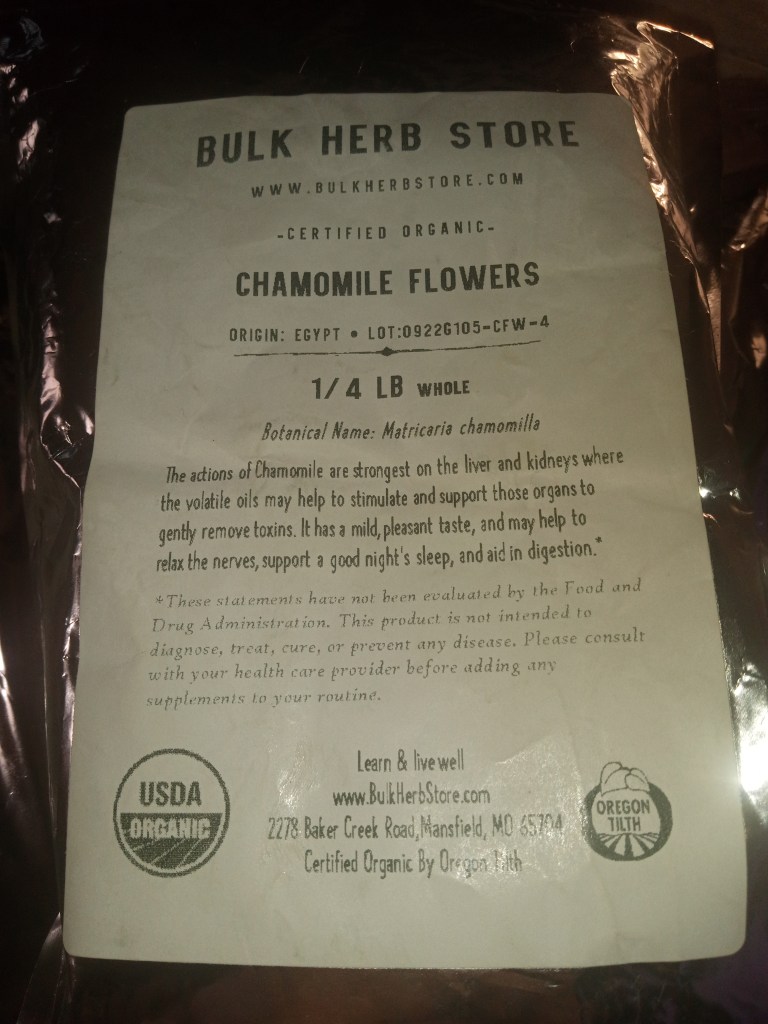 BULK HERB STORE
WWW.BULKHERBSTORE.COM
-CERTIFIED ORGANIC-
CHAMOMILE FLOWERS
ORIGIN: EGYPT • LOT:0922G105-CFW-4
1/4 LB WHOLE
Botanical Name: Matricaria chamomilla
The actions of Chamomile are strongest on the liver and kidneys where
the volatile oils may help to stimulate and support those organs to
gently remove toxins. It has a mild, pleasant taste, and may help to
relax the nerves, support a good night's sleep, and aid in digestion.*
*These statements have not been evaluated by the Food and
Drug Administration. This product is not intended to
diagnose, treat, cure, or prevent any disease. Please consult
with your health care provider before adding any
supplements to your routine.
Learn & live well
www.BulkHerbStore.com
2278 Baker Creek Road, Mansfield, MO 65704
Certified Organic By Oregon Tilth
USDA
ORGANIC
OREGON
TILTH